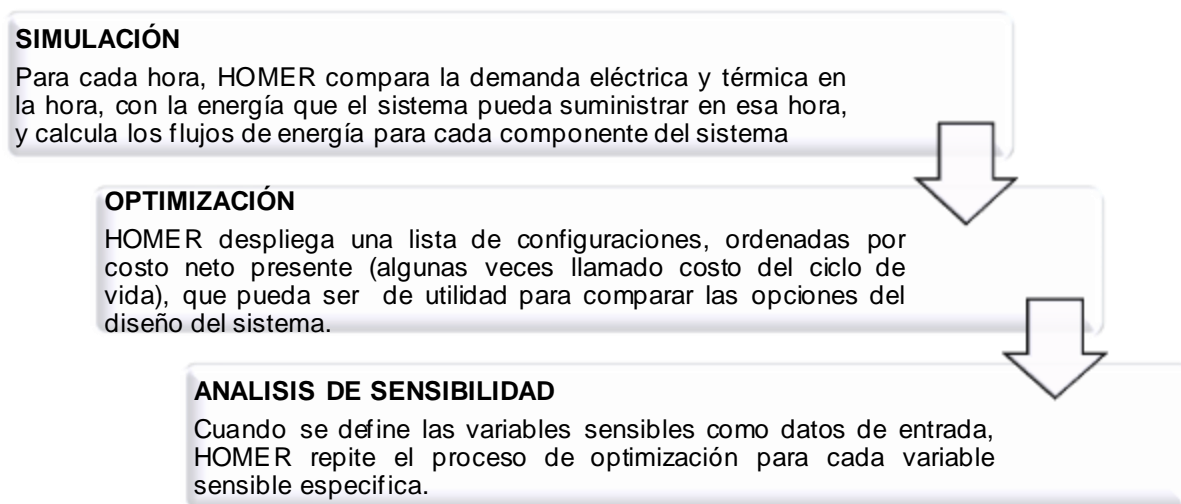 SIMULACIÓN
Para cada hora, HOMER compara la demanda eléctrica y térmica en
la hora, con la energía que el sistema pueda suministrar en esa hora,
y calcula los flujos de energía para cada componente del sistema
OPTIMIZACIÓN
HOMER despliega una lista de configuraciones, ordenadas por
costo neto presente (algunas veces llamado costo del ciclo de
vida), que pueda ser de utilidad para comparar las opciones del
diseño del sistema.
ANALISIS DE SENSIBILIDAD
Cuando se define las variables sensibles como datos de entrada,
HOMER repite el proceso de optimización para cada variable
sensible especifica.